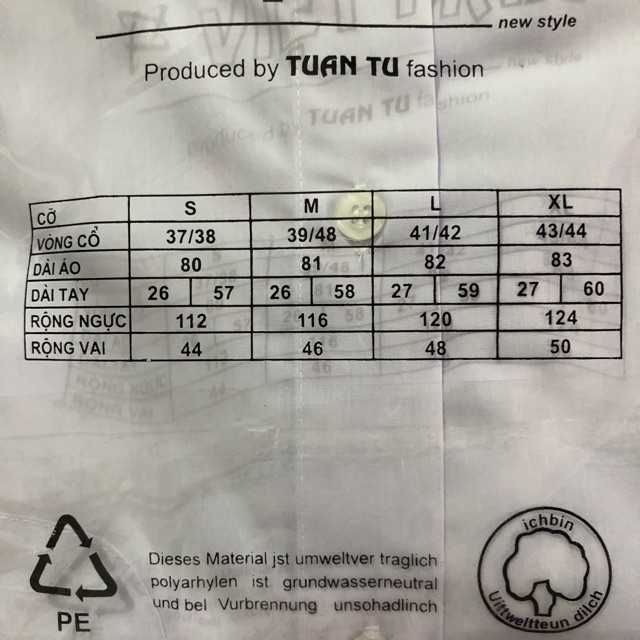 new style
Produced by TUAN TU fashion
CỠ S M L XL
VÒNG CỔ 37/38 39/48 41/42 43/44
DÀI ÁO 80 81 82 83
DÀI TAY 26 57 26 58 27 59 27 60
RỘNG NGỰC 112 116 120 124
RỘNG VAI 44 46 48 50
PE
Dieses Material jst umweltver traglich
polyarhylen ist grundwasserneutral
und bei Vurbrennung unsohadlinch
ichbin
Uittweltteun dilch